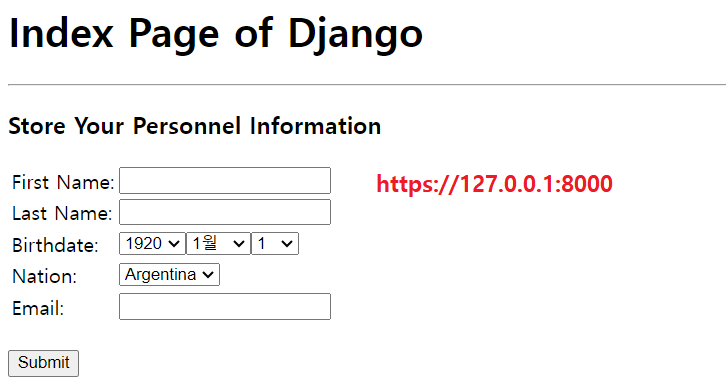 Index Page of Django
Store Your Personnel Information
First Name: https://127.0.0.1:8000
Last Name:
Birthdate: 1920 1월 1
Nation: Argentina
Email:
Submit